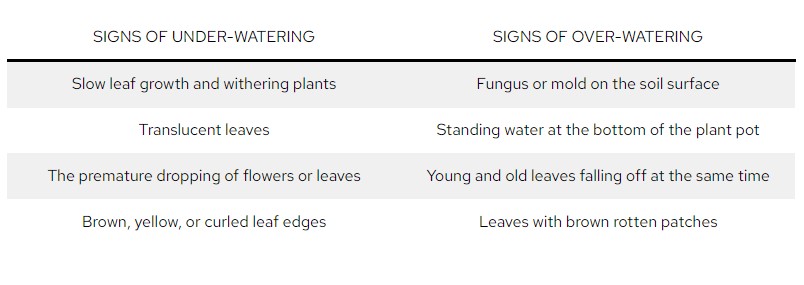 SIGNS OF UNDER-WATERING SIGNS OF OVER-WATERING
Slow leaf growth and withering plants Fungus or mold on the soil surface
Translucent leaves Standing water at the bottom of the plant pot
The premature dropping of flowers or leaves Young and old leaves falling off at the same time
Brown, yellow, or curled leaf edges Leaves with brown rotten patches